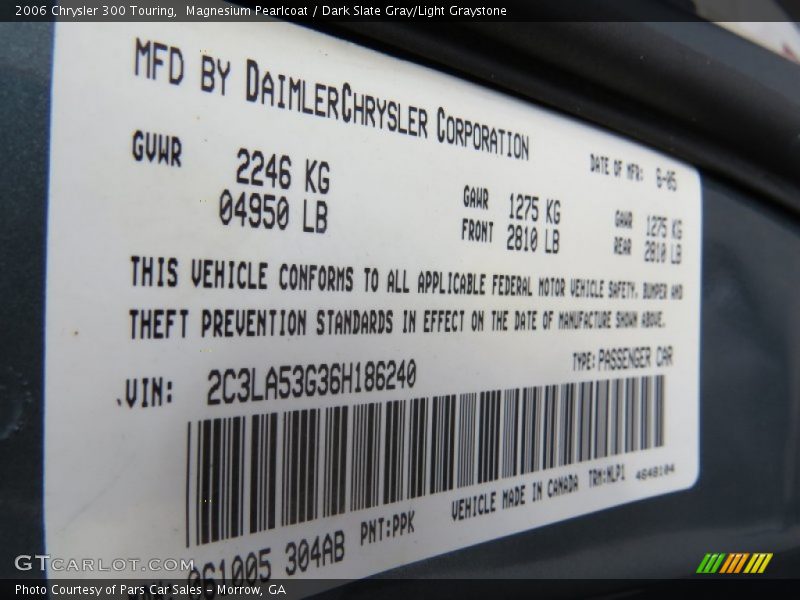 2006 Chrysler 300 Touring,  Magnesium Pearlcoat / Dark Slate Gray/Light Graystone
MFD BY DAIMLERCHRYSLER CORPORATION
DATE OF MFR: 6-05
GVWR 2246 KG
04950 LB
GAWR FRONT 1275 KG
2810 LB
GAWR REAR 1275 KG
2810 LB
THIS VEHICLE CONFORMS TO ALL APPLICABLE FEDERAL MOTOR VEHICLE SAFETY, BUMPER AND
THEFT PREVENTION STANDARDS IN EFFECT ON THE DATE OF MANUFACTURE SHOWN ABOVE.
VIN: 2C3LA53G36H186240
TYPE: PASSENGER CAR
VEHICLE MADE IN CANADA TRM:WLP1 4648104
061005 304AB PNT:PPK
GTCARLOT.COM
Photo Courtesy of Pars Car Sales - Morrow, GA